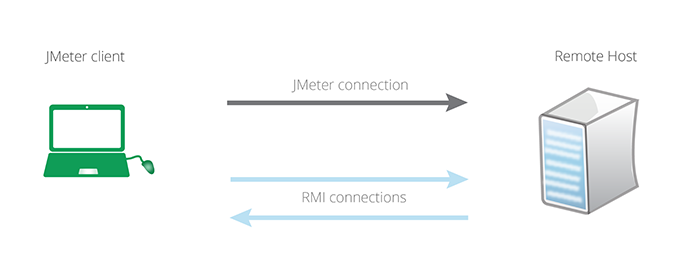 JMeter client
Remote Host
JMeter connection
RMI connections